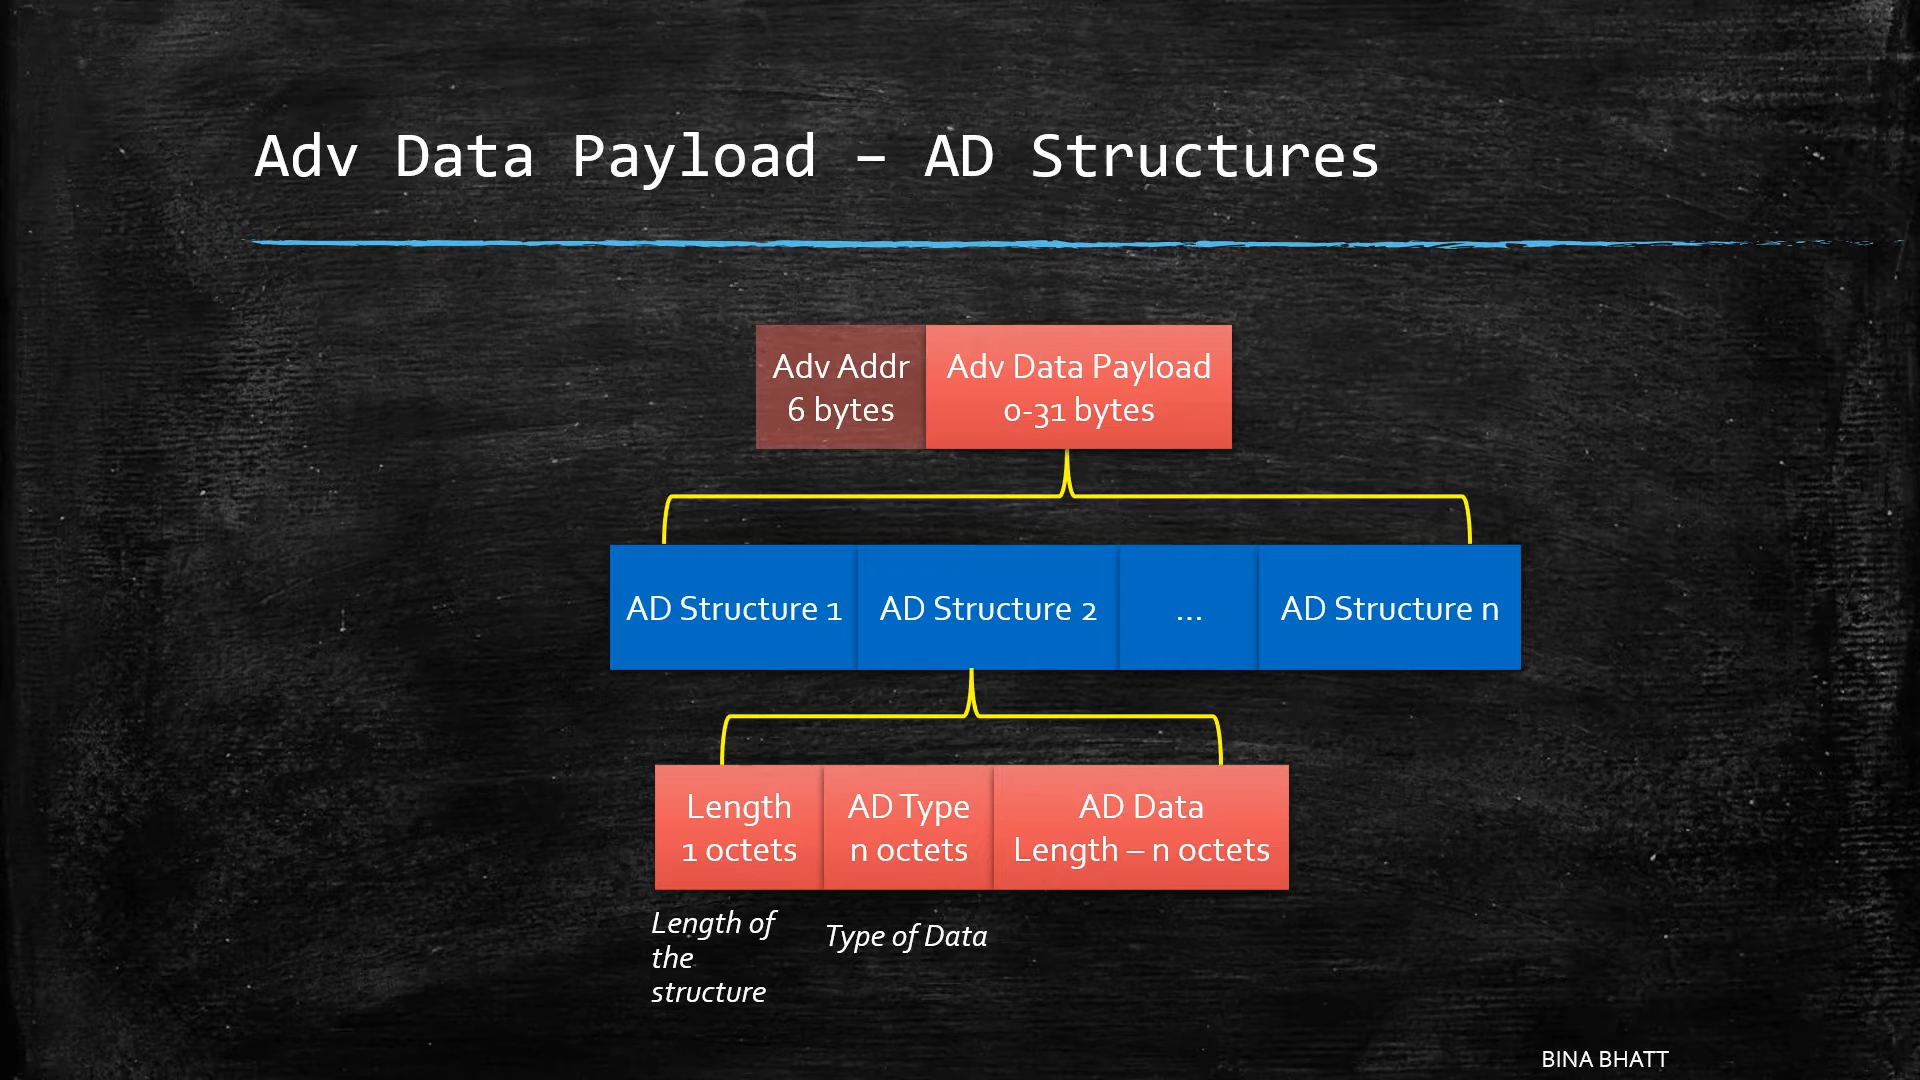 Adv Data Payload – AD Structures
Adv Addr
6 bytes
Adv Data Payload
0-31 bytes
AD Structure 1
AD Structure 2
...
AD Structure n
Length
1 octets
AD Type
n octets
AD Data
Length – n octets
Length of
the
structure
Type of Data
BINA BHATT